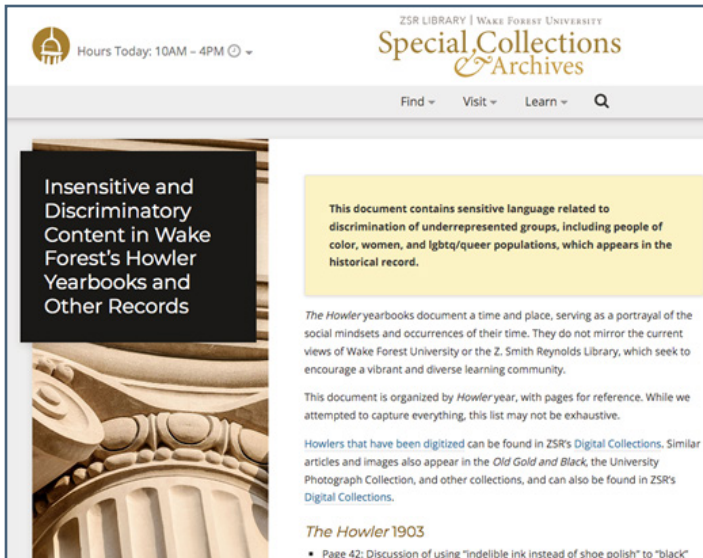 Hours Today: 10AM – 4PM
ZSR LIBRARY | WAKE FOREST UNIVERSITY
Special Collections
& Archives
Find
Visit
Learn
Insensitive and
Discriminatory
Content in Wake
Forest's Howler
Yearbooks and
Other Records
This document contains sensitive language related to
discrimination of underrepresented groups, including people of
color, women, and lgbtq/queer populations, which appears in the
historical record.
The Howler yearbooks document a time and place, serving as a portrayal of the
social mindsets and occurrences of their time. They do not mirror the current
views of Wake Forest University or the Z. Smith Reynolds Library, which seek to
encourage a vibrant and diverse learning community.
This document is organized by Howler year, with pages for reference. While we
attempted to capture everything, this list may not be exhaustive.
Howlers that have been digitized can be found in ZSR's Digital Collections. Similar
articles and images also appear in the Old Gold and Black, the University
Photograph Collection, and other collections, and can also be found in ZSR's
Digital Collections.
The Howler 1903
• Page 42: Discussion of using "indelible ink instead of shoe polish" to "black"